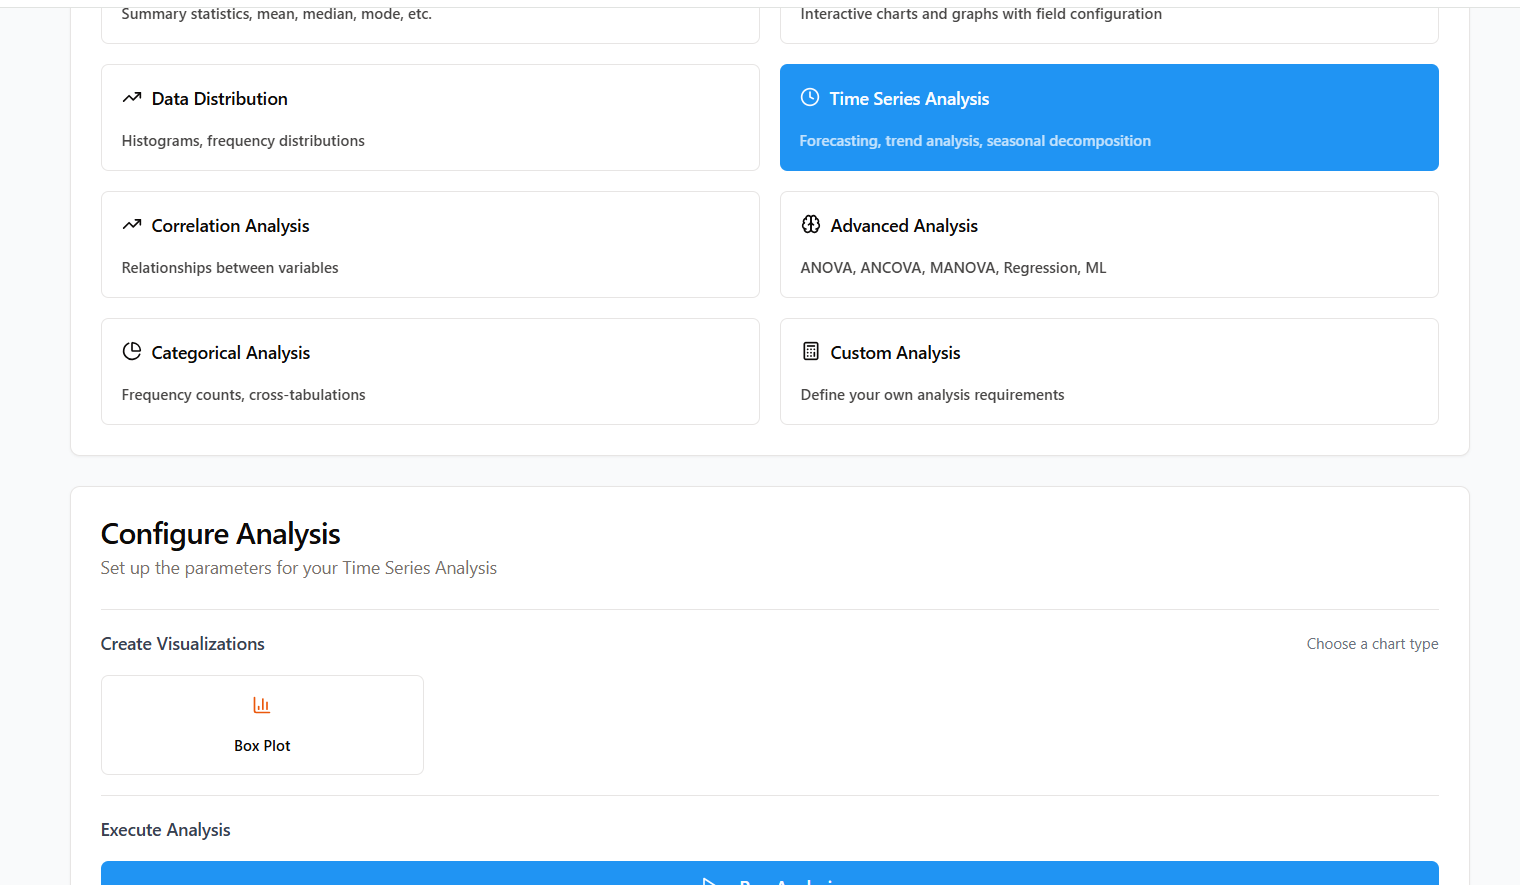 Summary statistics, mean, median, mode, etc.
Interactive charts and graphs with field configuration
Data Distribution
Histograms, frequency distributions
Time Series Analysis
Forecasting, trend analysis, seasonal decomposition
Correlation Analysis
Relationships between variables
Advanced Analysis
ANOVA, ANCOVA, MANOVA, Regression, ML
Categorical Analysis
Frequency counts, cross-tabulations
Custom Analysis
Define your own analysis requirements
Configure Analysis
Set up the parameters for your Time Series Analysis
Create Visualizations
Choose a chart type
Box Plot
Execute Analysis